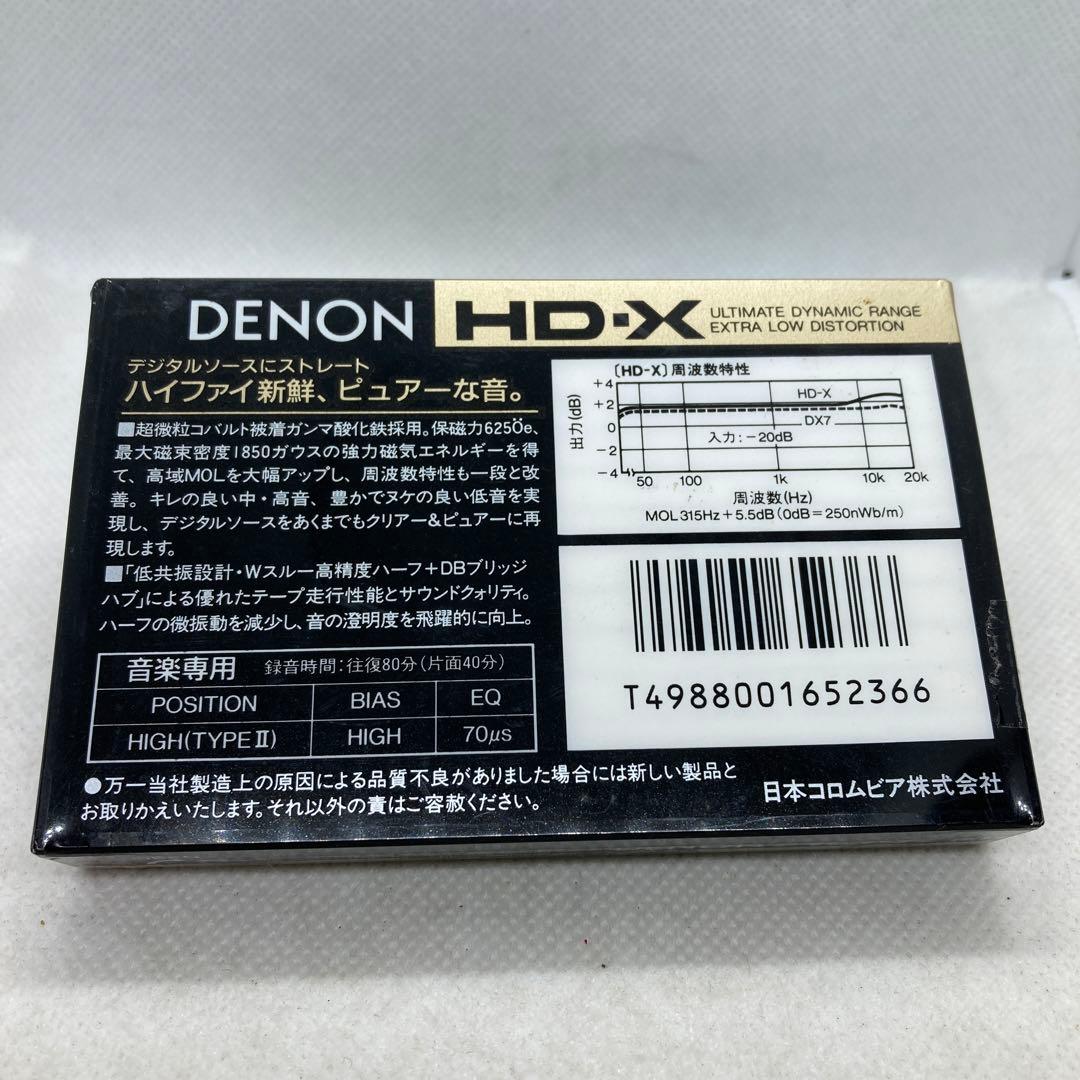 DENON HD-X ULTIMATE DYNAMIC RANGE
EXTRA LOW DISTORTION
デジタルソースにストレート
ハイファイ新鮮、ピュアーな音。
■超微粒コバルト被着ガンマ酸化鉄採用。保磁力625Oe、
最大磁束密度1850ガウスの強力磁気エネルギーを得
て、高域MOLを大幅アップし、周波数特性も一段と改
善。キレの良い中・高音、豊かでヌケの良い低音を実
現し、デジタルソースをあくまでもクリアー&ピュアーに再
現します。
■「低共振設計・Wスルー高精度ハーフ+DBブリッジ
ハブ」による優れたテープ走行性能とサウンドクォリティ。
ハーフの微振動を減少し、音の澄明度を飛躍的に向上。
音楽専用 録音時間:往復80分(片面40分)
POSITION BIAS EQ
HIGH(TYPEⅡ) HIGH 70μs
●万一当社製造上の原因による品質不良がありました場合には新しい製品と
お取りかえいたします。それ以外の責はご容赦ください。
[HD-X]周波数特性
出力(dB)
+4
+2
0
-2
-4
HD-X
DX7
入力:-20dB
50 100 1k 10k 20k
周波数(Hz)
MOL315Hz+5.5dB(0dB=250nWb/m)
T4988001652366
日本コロムビア株式会社